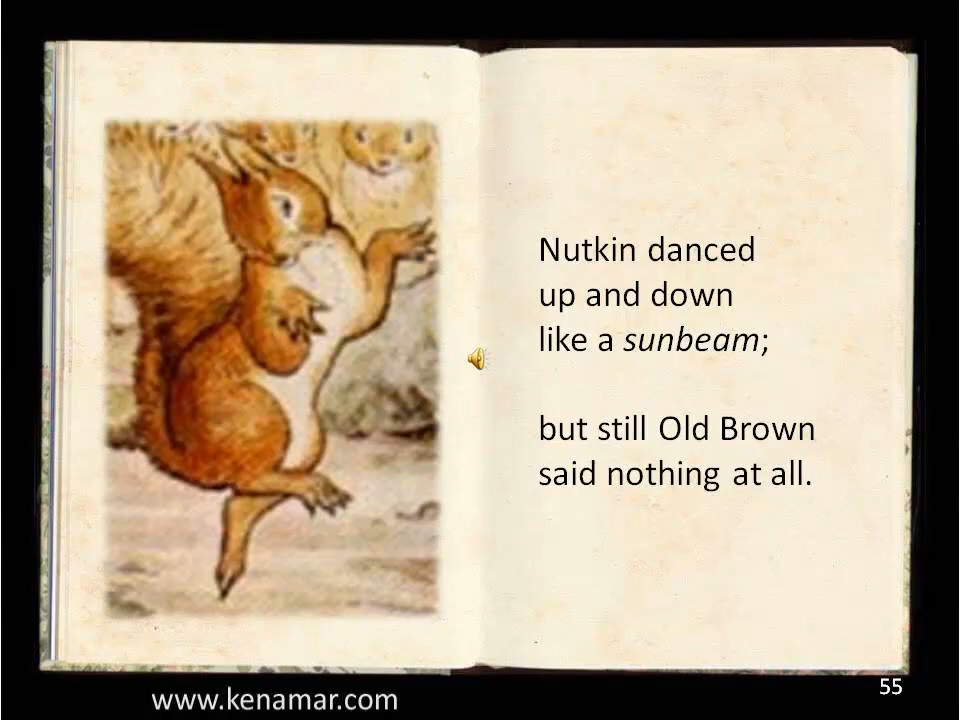 Nutkin danced
up and down
like a sunbeam;
but still Old Brown
said nothing at all.
www.kenamar.com
55